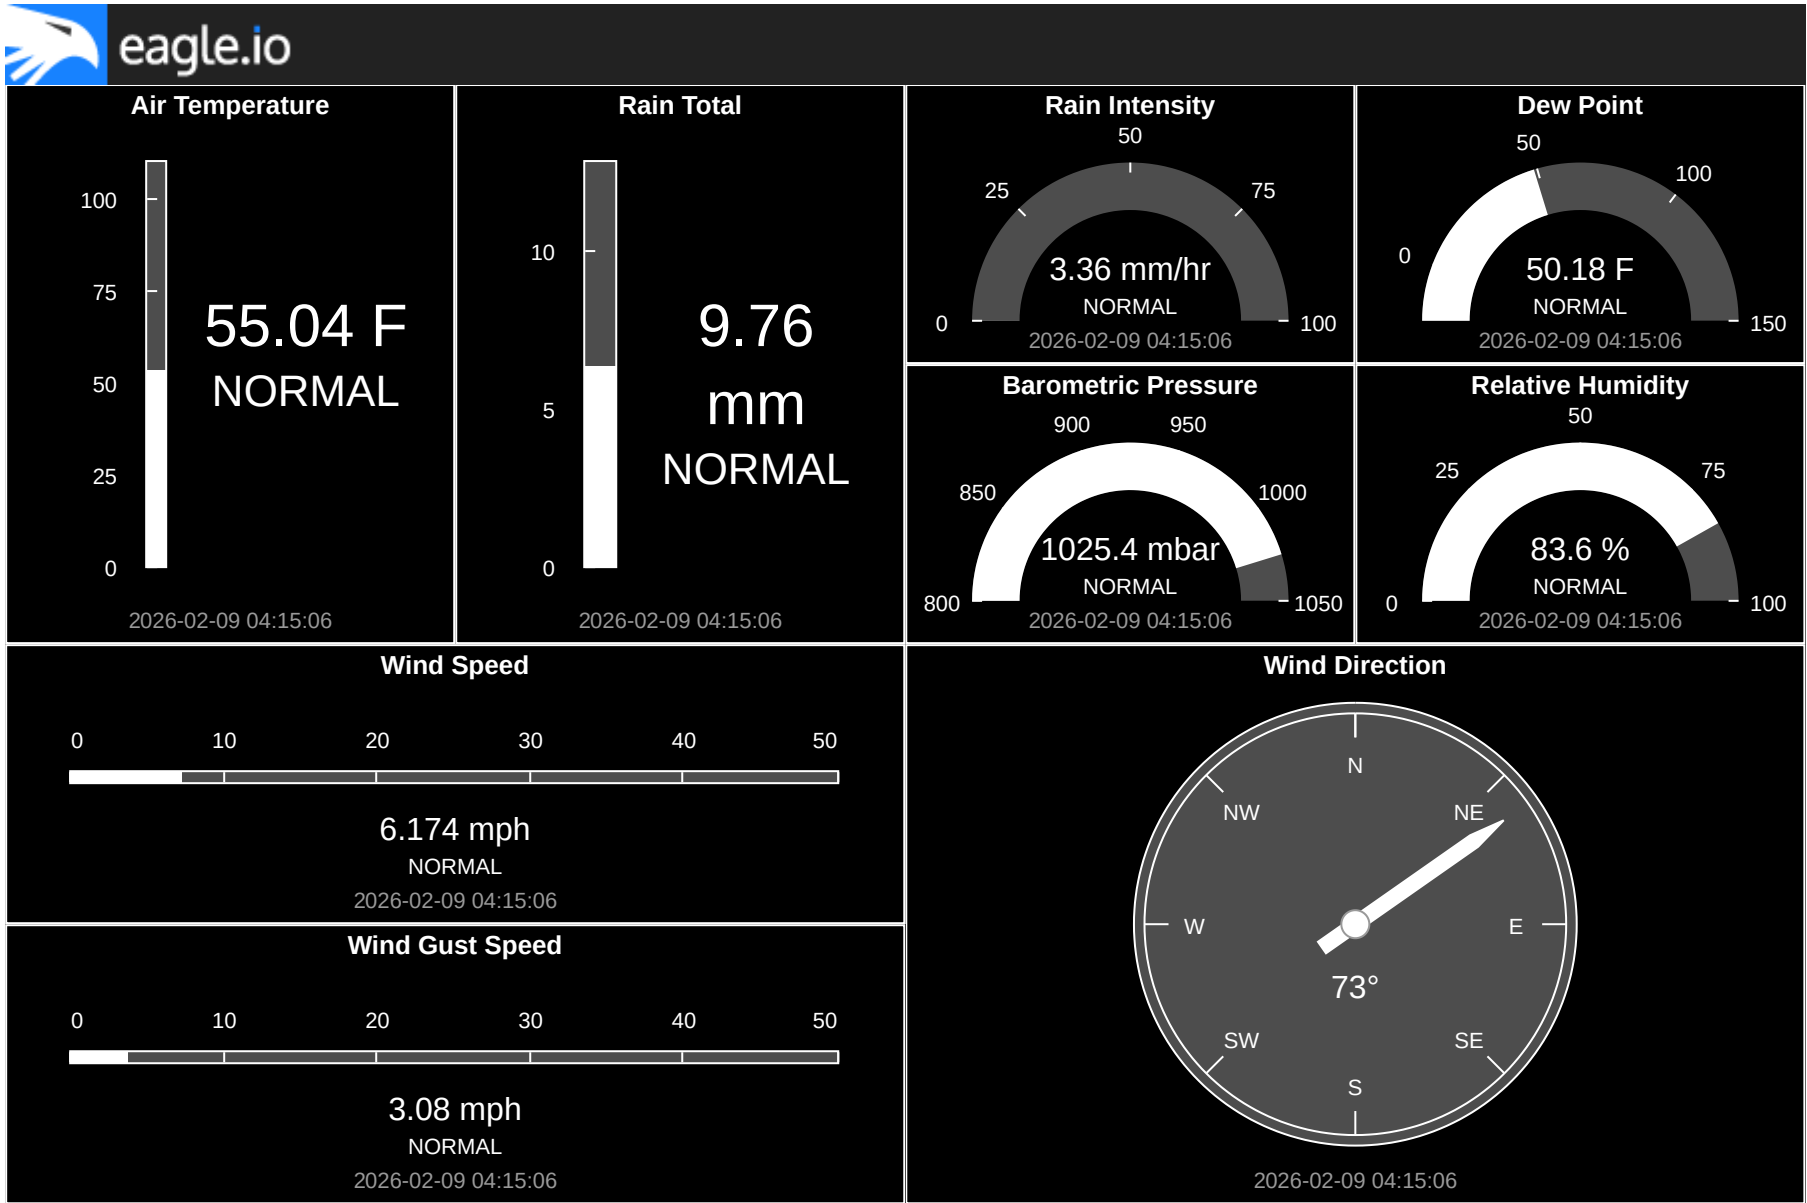 eagle.io
Air Temperature
100
75
50
25
0
55.04 F
NORMAL
2026-02-09 04:15:06
Rain Total
10
5
0
9.76
mm
NORMAL
2026-02-09 04:15:06
Rain Intensity
0
25
50
75
100
3.36 mm/hr
NORMAL
2026-02-09 04:15:06
Dew Point
0
50
100
150
50.18 F
NORMAL
2026-02-09 04:15:06
Barometric Pressure
800
850
900
950
1000
1050
1025.4 mbar
NORMAL
2026-02-09 04:15:06
Relative Humidity
0
25
50
75
100
83.6 %
NORMAL
2026-02-09 04:15:06
Wind Speed
0 10 20 30 40 50
6.174 mph
NORMAL
2026-02-09 04:15:06
Wind Gust Speed
0 10 20 30 40 50
3.08 mph
NORMAL
2026-02-09 04:15:06
Wind Direction
N
NW NE
W E
73°
SW SE
S
2026-02-09 04:15:06